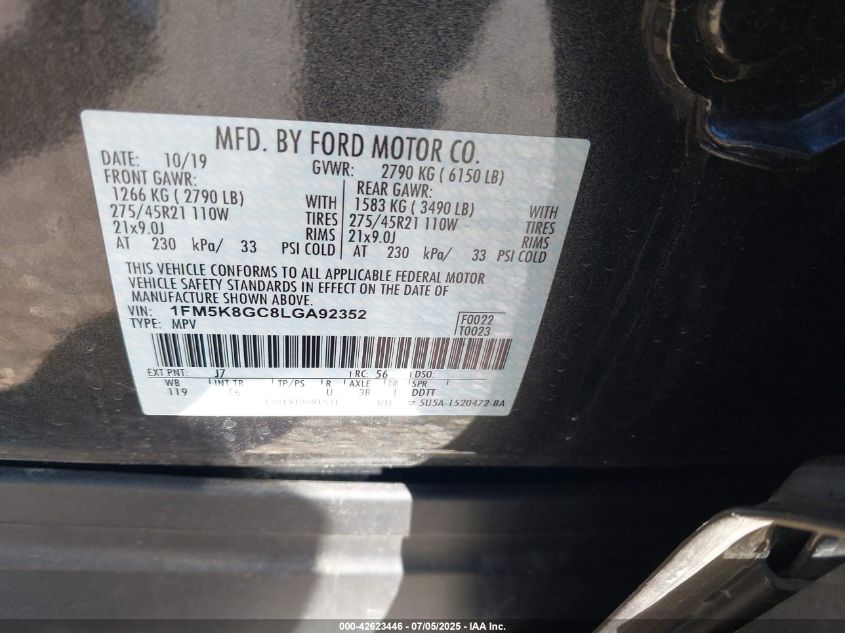 MFD. BY FORD MOTOR CO.
DATE: 10/19 GVWR: 2790 KG ( 6150 LB)
FRONT GAWR: REAR GAWR:
1266 KG ( 2790 LB) WITH 1583 KG ( 3490 LB) WITH
275/45R21 110W TIRES 275/45R21 110W TIRES
21x9.0J RIMS 21x9.0J RIMS
AT 230 kPa/ 33 PSI COLD AT 230 kPa/ 33 PSI COLD
THIS VEHICLE CONFORMS TO ALL APPLICABLE FEDERAL MOTOR
VEHICLE SAFETY STANDARDS IN EFFECT ON THE DATE OF
MANUFACTURE SHOWN ABOVE.
VIN: 1FM5K8GC8LGA92352 F0022
TYPE: MPV T0023
EXT PNT: J7 RC: 56 DSO:
WB INT TR TP/PS R AXLE TR SPR
119 U 3B DDTT
5U5A-1520472-BA
000-42623446 - 07/05/2025 - IAA Inc.